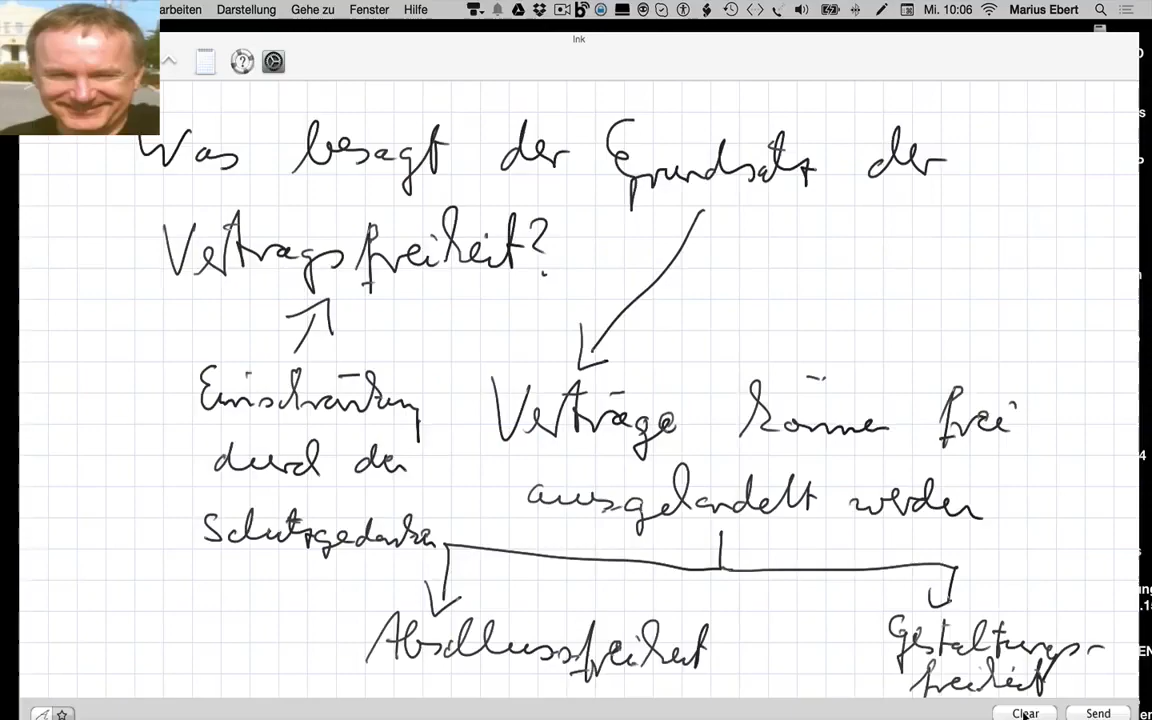 arbeiten Darstellung Gehe zu Fenster Hilfe Mi. 10:06 Marius Ebert
Ink
Was besagt der Grundsatz der
Vertragsfreiheit?
Einschränkung
durch den
Schutzgedanken
Verträge können frei
ausgehandelt werden
Abschlussfreiheit
Gestaltungs-
freiheit
Clear Send